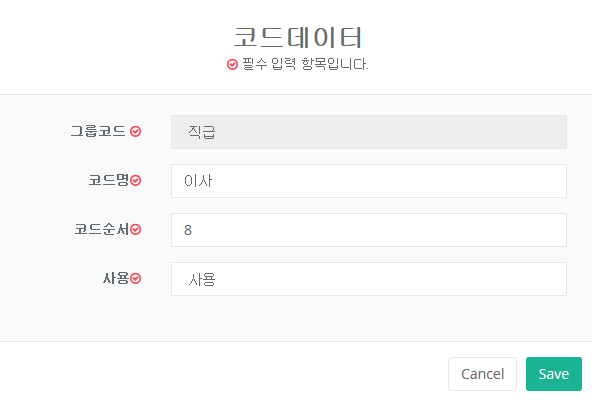 코드데이터
필수 입력 항목입니다.
그룹코드 직급
코드명 이사
코드순서 8
사용 사용
Cancel Save